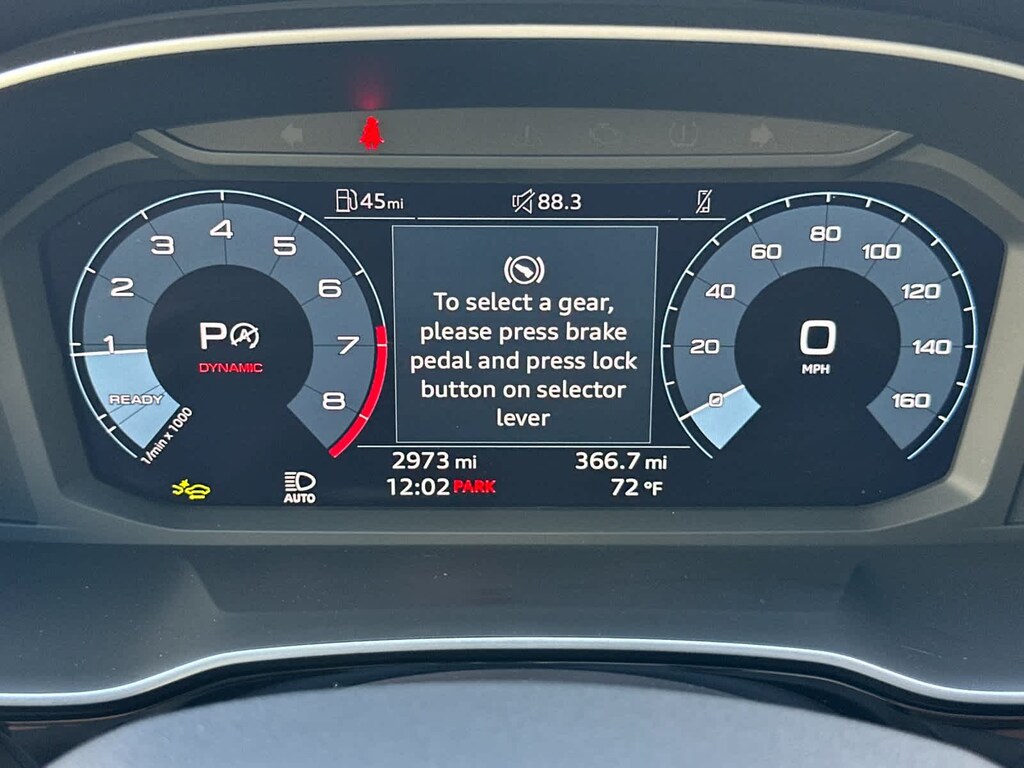 45 mi
88.3
1
2
3
4
5
6
7
8
READY
1/min x 1000
P
A
DYNAMIC
To select a gear,
please press brake
pedal and press lock
button on selector
lever
0
20
40
60
80
100
120
140
160
0
MPH
2973 mi
366.7 mi
12:02 PARK
72 °F
AUTO